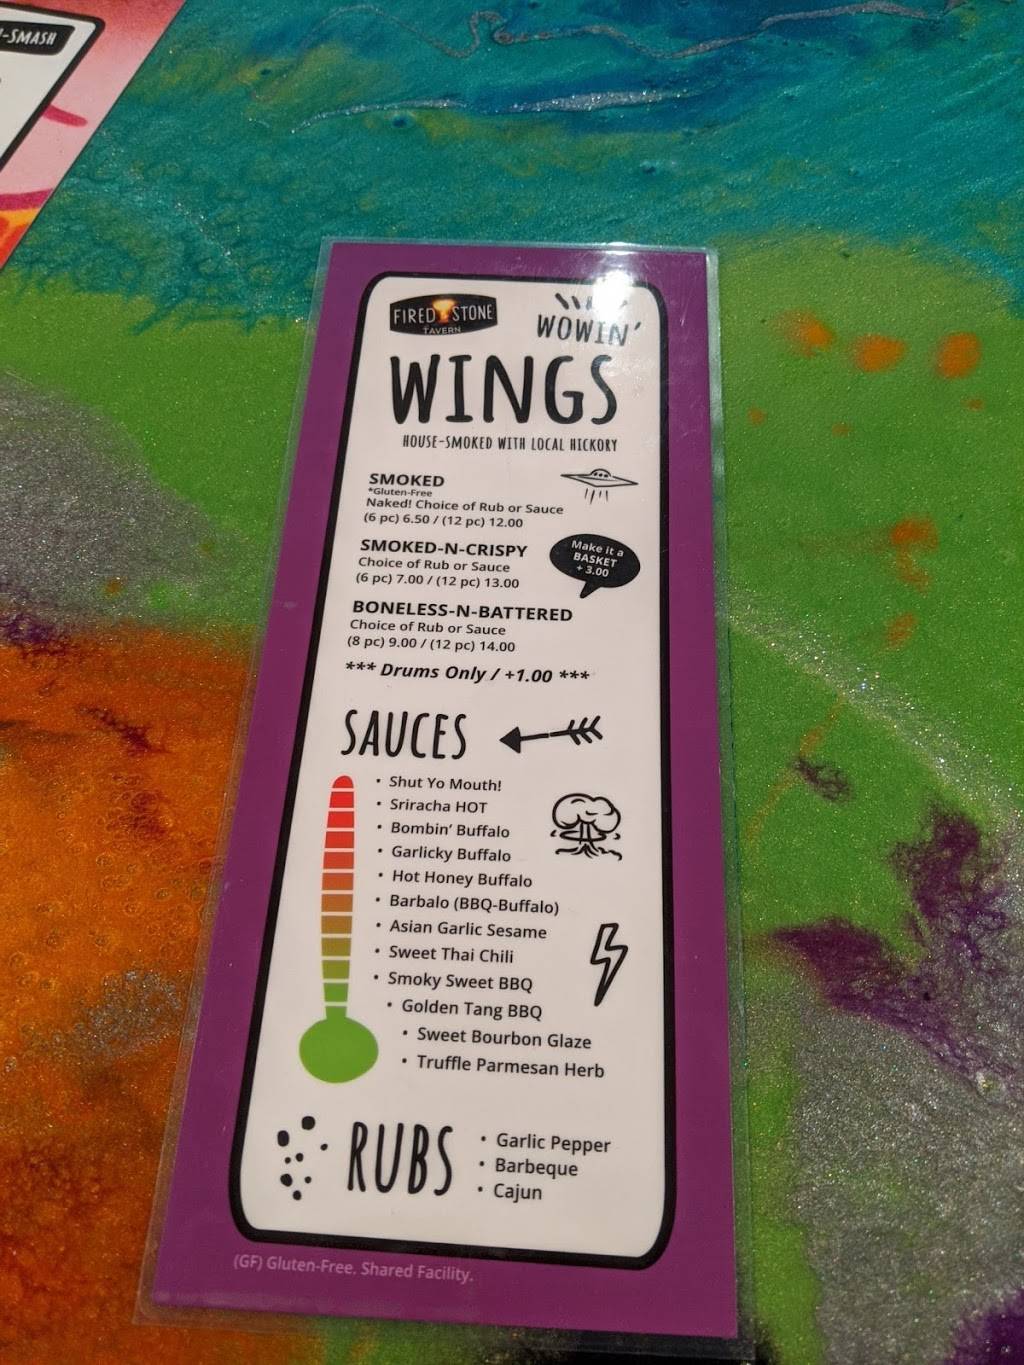 -SMASH
FIRED STONE
TAVERN
WOWIN'
WINGS
HOUSE-SMOKED WITH LOCAL HICKORY
SMOKED
*Gluten-Free
Naked! Choice of Rub or Sauce
(6 pc) 6.50 / (12 pc) 12.00
SMOKED-N-CRISPY
Choice of Rub or Sauce
(6 pc) 7.00 / (12 pc) 13.00
Make it a
BASKET
+ 3.00
BONELESS-N-BATTERED
Choice of Rub or Sauce
(8 pc) 9.00 / (12 pc) 14.00
*** Drums Only / +1.00 ***
SAUCES
• Shut Yo Mouth!
• Sriracha HOT
• Bombin' Buffalo
• Garlicky Buffalo
• Hot Honey Buffalo
• Barbalo (BBQ-Buffalo)
• Asian Garlic Sesame
• Sweet Thai Chili
• Smoky Sweet BBQ
• Golden Tang BBQ
• Sweet Bourbon Glaze
• Truffle Parmesan Herb
RUBS
• Garlic Pepper
• Barbeque
• Cajun
(GF) Gluten-Free. Shared Facility.